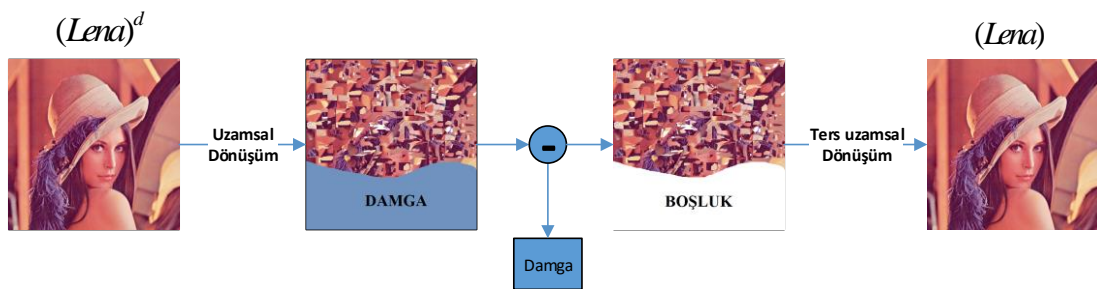 (Lena)^d
(Lena)
Uzamsal
Dönüşüm
DAMGA
-
BOŞLUK
Ters uzamsal
Dönüşüm
Damga